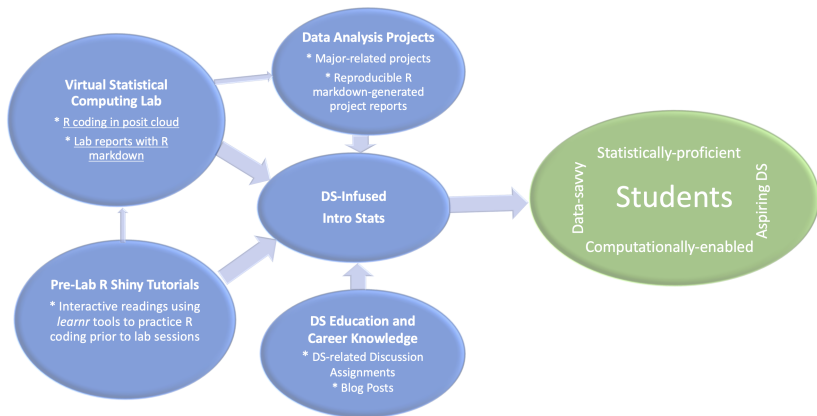 Data Analysis Projects
* Major-related projects
* Reproducible R
markdown-generated
project reports
Virtual Statistical
Computing Lab
* R coding in posit cloud
* Lab reports with R
markdown
DS-Infused
Intro Stats
Statistically-proficient
Data-savvy
Students
Aspiring DS
Computationally-enabled
Pre-Lab R Shiny Tutorials
* Interactive readings using
learnr tools to practice R
coding prior to lab sessions
DS Education and
Career Knowledge
* DS-related Discussion
Assignments
* Blog Posts